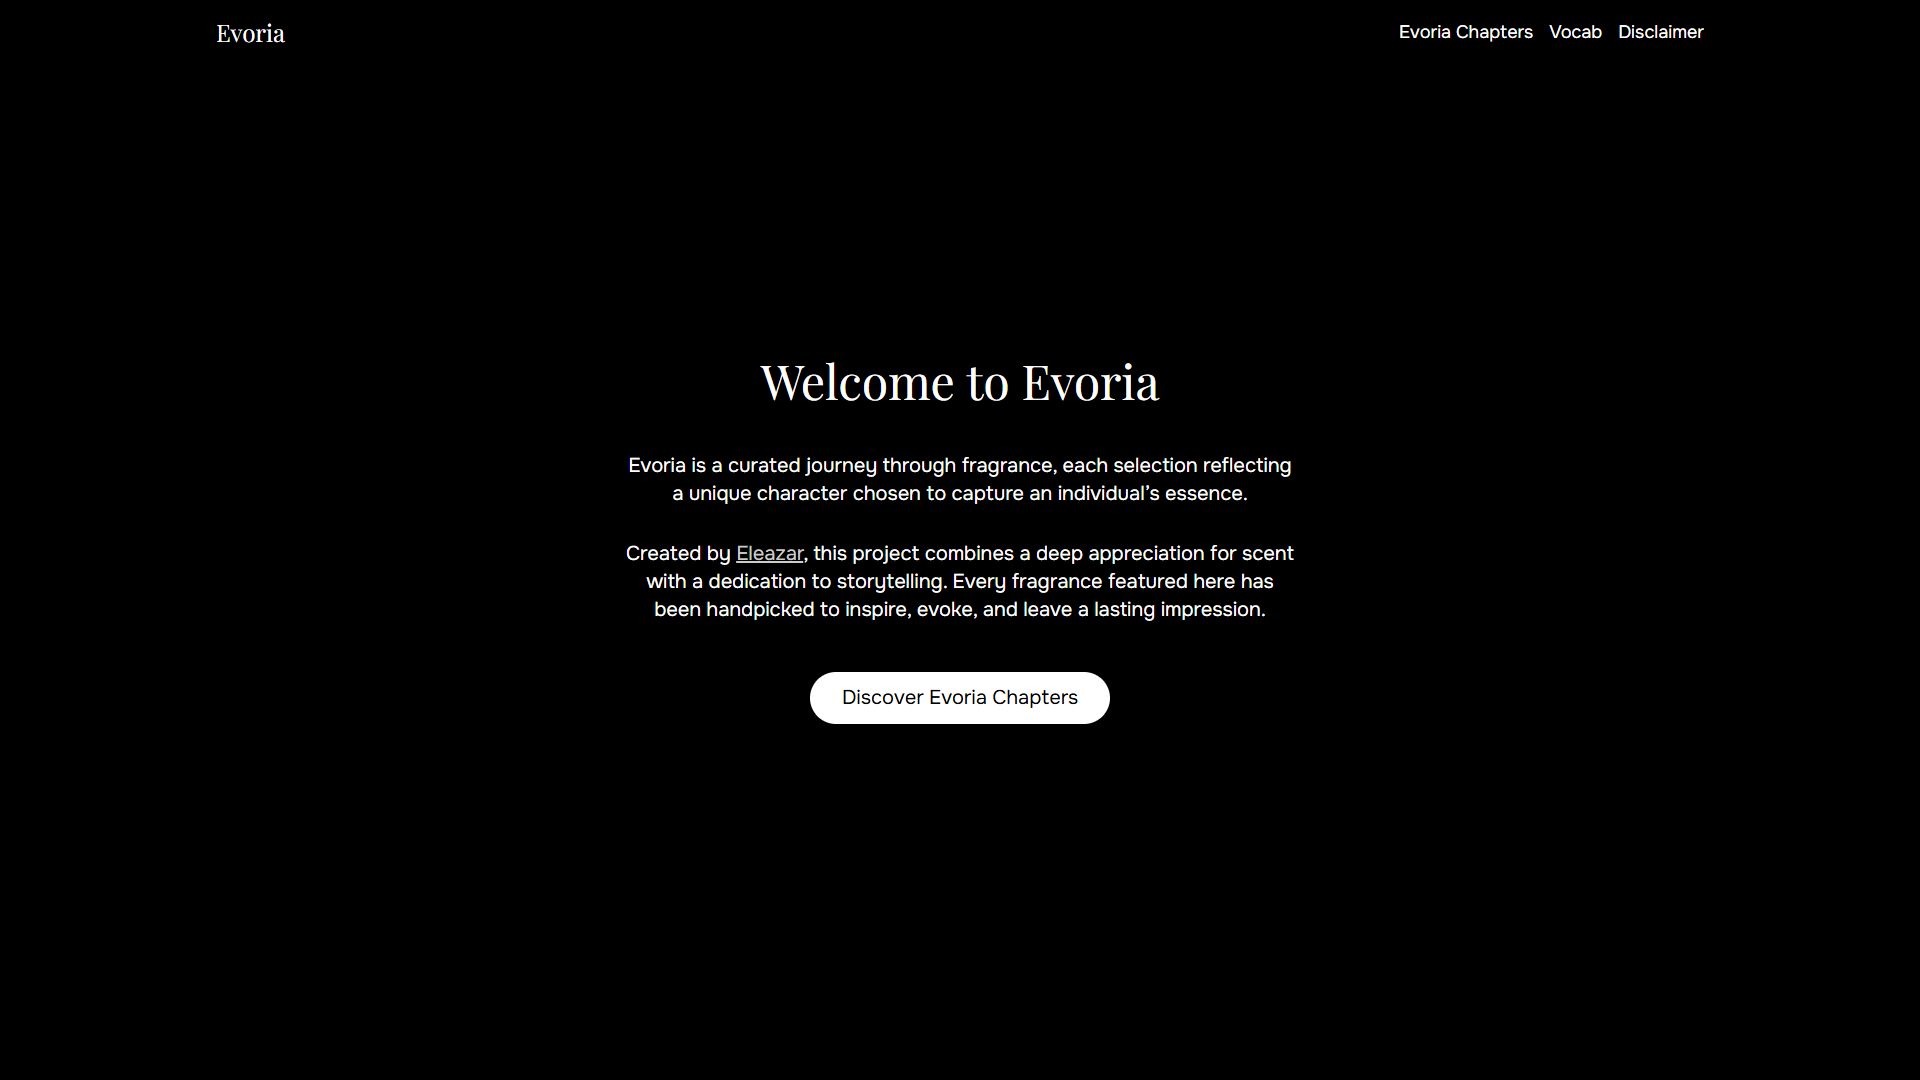 Evoria
Evoria Chapters Vocab Disclaimer
Welcome to Evoria
Evoria is a curated journey through fragrance, each selection reflecting
a unique character chosen to capture an individual’s essence.
Created by Eleazar, this project combines a deep appreciation for scent
with a dedication to storytelling. Every fragrance featured here has
been handpicked to inspire, evoke, and leave a lasting impression.
Discover Evoria Chapters